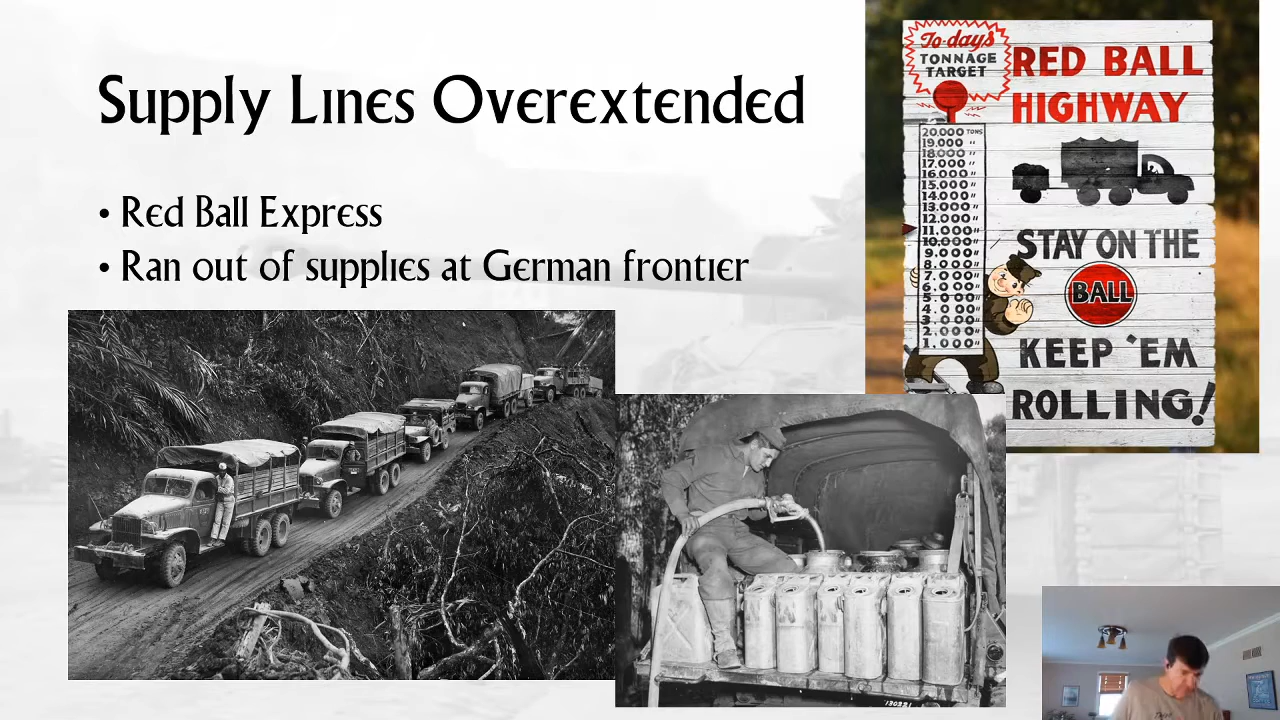 Supply Lines Overextended
• Red Ball Express
• Ran out of supplies at German frontier
To-days
TONNAGE
TARGET
20.000 TONS
19.000 "
18.000 "
17.000 "
16.000 "
15.000 "
14.000 "
13.000 "
12.000 "
11.000 "
10.000 "
9.000 "
8.000 "
7.000 "
6.000 "
5.000 "
4.000 "
3.000 "
2.000 "
1.000 "
RED BALL
HIGHWAY
STAY ON THE
BALL
KEEP 'EM
ROLLING!